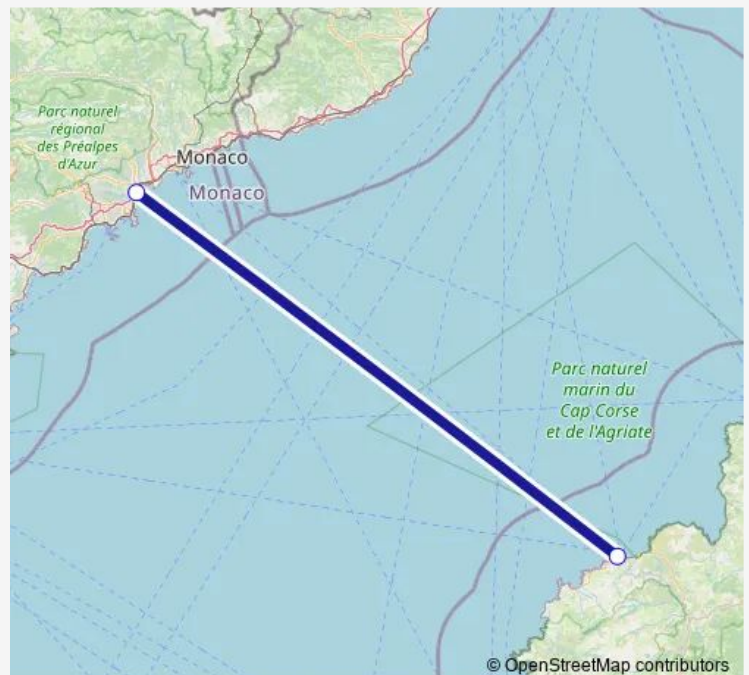 Parc naturel
régional
des Préalpes
d'Azur
Monaco
Monaco
Parc naturel
marin du
Cap Corse
et de l'Agriate
© OpenStreetMap contributors